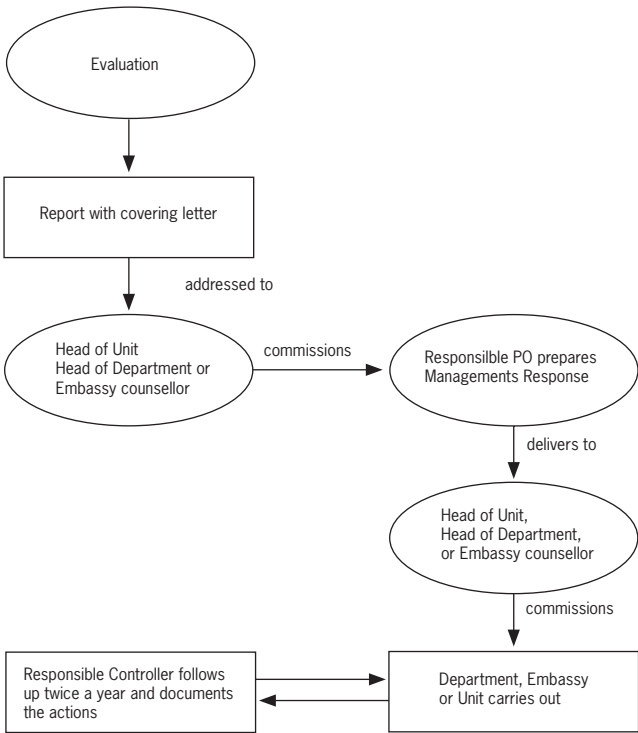 Evaluation
Report with covering letter
addressed to
Head of Unit
Head of Department or
Embassy counsellor
commissions
Responsible PO prepares
Managements Response
delivers to
Head of Unit,
Head of Department,
or Embassy counsellor
commissions
Responsible Controller follows
up twice a year and documents
the actions
Department, Embassy
or Unit carries out